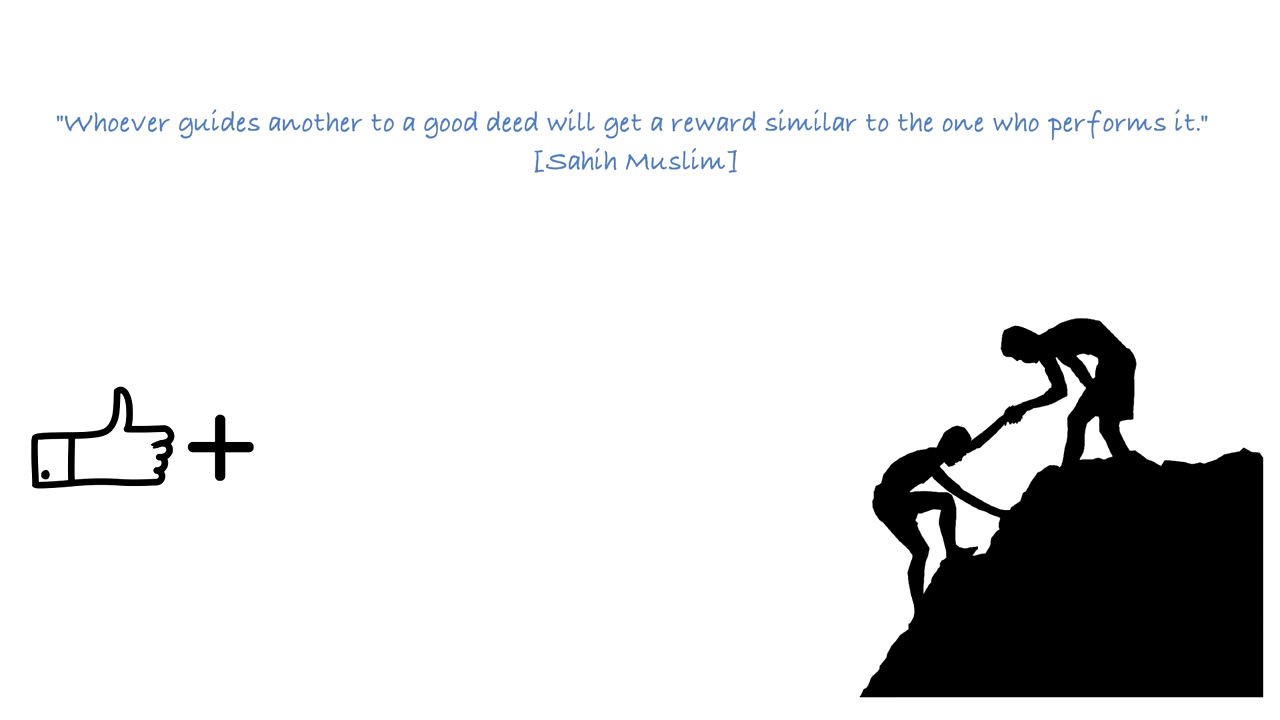 "Whoever guides another to a good deed will get a reward similar to the one who performs it."
[Sahih Muslim]